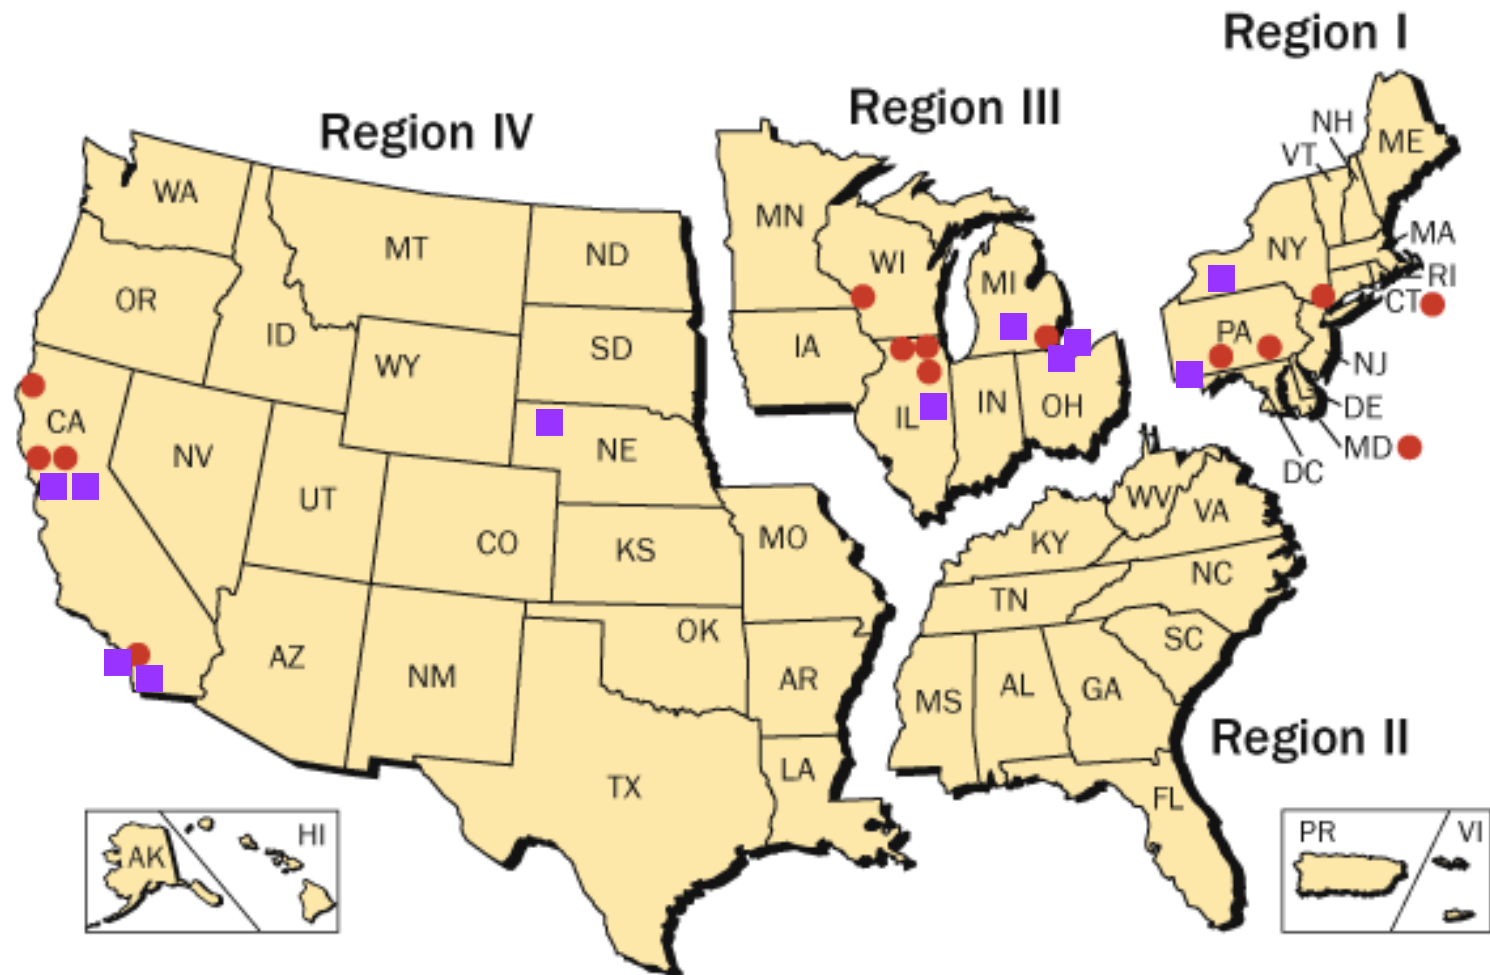 Region I
Region III
Region IV
NH
ME
VT
WA
MT
ND
MN
WI
MI
NY
MA
RI
CT
OR
ID
SD
WY
IA
PA
NJ
CA
NV
UT
NE
IL
IN
OH
DE
MD
DC
CO
KS
MO
WV
VA
KY
NC
TN
SC
AZ
NM
OK
AR
MS
AL
GA
Region II
TX
LA
FL
AK
HI
PR
VI